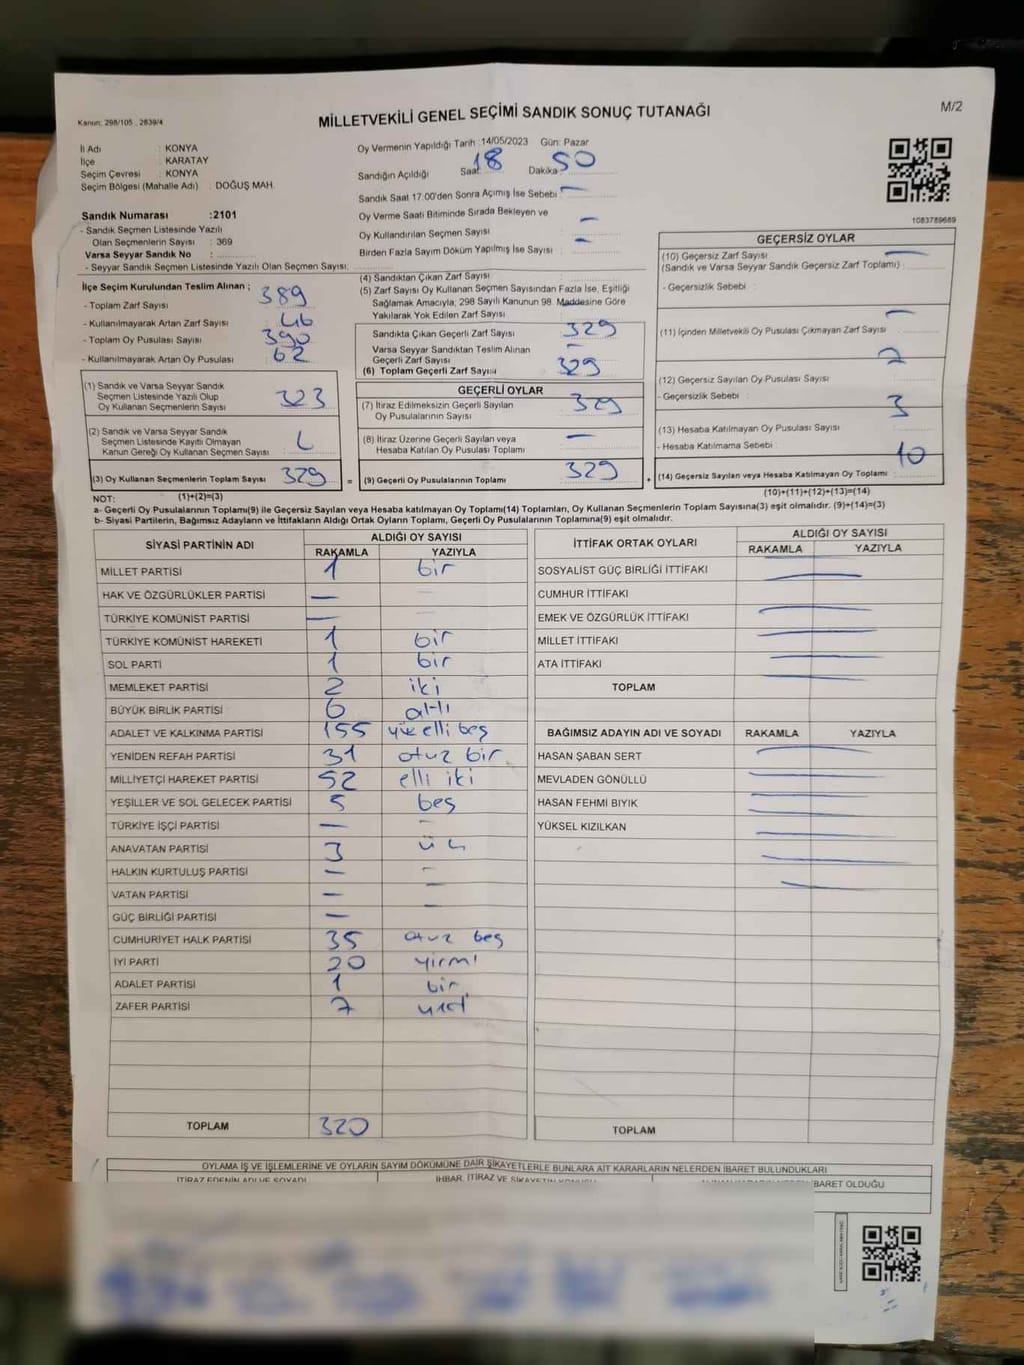 Kanun: 298/105 , 2839/4
MİLLETVEKİLİ GENEL SEÇİMİ SANDIK SONUÇ TUTANAĞI
M/2
İl Adı : KONYA
İlçe : KARATAY
Seçim Çevresi : KONYA
Seçim Bölgesi (Mahalle Adı) : DOĞUŞ MAH.
Sandık Numarası :2101
- Sandık Seçmen Listesinde Yazılı
Olan Seçmenlerin Sayısı : 369
Varsa Seyyar Sandık No :
- Seyyar Sandık Seçmen Listesinde Yazılı Olan Seçmen Sayısı:
İlçe Seçim Kurulundan Teslim Alınan ;
- Toplam Zarf Sayısı : 389
- Kullanılmayarak Artan Zarf Sayısı : 46
- Toplam Oy Pusulası Sayısı : 390
- Kullanılmayarak Artan Oy Pusulası : 62
(1) Sandık ve Varsa Seyyar Sandık
Seçmen Listesinde Yazılı Olup
Oy Kullanan Seçmenlerin Sayısı : 323
(2) Sandık ve Varsa Seyyar Sandık
Seçmen Listesinde Kayıtlı Olmayan
Kanun Gereği Oy Kullanan Seçmen Sayısı :
(3) Oy Kullanan Seçmenlerin Toplam Sayısı : 329
Oy Vermenin Yapıldığı Tarih :14/05/2023 Gün: Pazar
Sandığın Açıldığı Saat 18 Dakika 50
Sandık Saat 17.00'den Sonra Açımış İse Sebebi : —
Oy Verme Saati Bitiminde Sırada Bekleyen ve
Oy Kullandırılan Seçmen Sayısı : —
Birden Fazla Sayım Döküm Yapılmış İse Sayısı : —
(4) Sandıktan Çıkan Zarf Sayısı
(5) Zarf Sayısı Oy Kullanan Seçmen Sayısından Fazla İse, Eşitliği
Sağlamak Amacıyla; 298 Sayılı Kanunun 98. Maddesine Göre
Yakılarak Yok Edilen Zarf Sayısı :
Sandıkta Çıkan Geçerli Zarf Sayısı : 329
Varsa Seyyar Sandıktan Teslim Alınan
Geçerli Zarf Sayısı : —
(6) Toplam Geçerli Zarf Sayısı : 329
GEÇERLİ OYLAR
(7) İtiraz Edilmeksizin Geçerli Sayılan
Oy Pusulalarının Sayısı : 329
(8) İtiraz Üzerine Geçerli Sayılan veya
Hesaba Katılan Oy Pusulası Toplamı : —
= (9) Geçerli Oy Pusulalarının Toplamı : 329
1083789689
GEÇERSİZ OYLAR
(10) Geçersiz Zarf Sayısı —
(Sandık ve Varsa Seyyar Sandık Geçersiz Zarf Toplamı) :
- Geçersizlik Sebebi :
(11) İçinden Milletvekili Oy Pusulası Çıkmayan Zarf Sayısı : —
(12) Geçersiz Sayılan Oy Pusulası Sayısı : 7
- Geçersizlik Sebebi :
(13) Hesaba Katılmayan Oy Pusulası Sayısı : 3
- Hesaba Katılmama Sebebi :
+ (14) Geçersiz Sayılan veya Hesaba Katılmayan Oy Toplamı : 10
NOT: (1)+(2)=(3)
(10)+(11)+(12)+(13)=(14)
a- Geçerli Oy Pusulalarının Toplamı(9) ile Geçersiz Sayılan veya Hesaba katılmayan Oy Toplamı(14) Toplamları, Oy Kullanan Seçmenlerin Toplam Sayısına(3) eşit olmalıdır. (9)+(14)=(3)
b- Siyasi Partilerin, Bağımsız Adayların ve İttifakların Aldığı Ortak Oyların Toplamı, Geçerli Oy Pusulalarının Toplamına(9) eşit olmalıdır.
SİYASİ PARTİNİN ADI ALDIĞI OY SAYISI
RAKAMLA YAZIYLA
MİLLET PARTİSİ 1 bir
HAK VE ÖZGÜRLÜKLER PARTİSİ — —
TÜRKİYE KOMÜNİST PARTİSİ — —
TÜRKİYE KOMÜNİST HAREKETİ 1 bir
SOL PARTİ 1 bir
MEMLEKET PARTİSİ 2 iki
BÜYÜK BİRLİK PARTİSİ 6 altı
ADALET VE KALKINMA PARTİSİ 155 yüz elli beş
YENİDEN REFAH PARTİSİ 31 otuz bir
MİLLİYETÇİ HAREKET PARTİSİ 52 elli iki
YEŞİLLER VE SOL GELECEK PARTİSİ 5 beş
TÜRKİYE İŞÇİ PARTİSİ — —
ANAVATAN PARTİSİ 3 üç
HALKIN KURTULUŞ PARTİSİ — —
VATAN PARTİSİ — —
GÜÇ BİRLİĞİ PARTİSİ — —
CUMHURİYET HALK PARTİSİ 35 otuz beş
İYİ PARTİ 20 yirmi
ADALET PARTİSİ 1 bir
ZAFER PARTİSİ 7 yedi
TOPLAM 320
İTTİFAK ORTAK OYLARI ALDIĞI OY SAYISI
RAKAMLA YAZIYLA
SOSYALİST GÜÇ BİRLİĞİ İTTİFAKI —
CUMHUR İTTİFAKI
EMEK VE ÖZGÜRLÜK İTTİFAKI —
MİLLET İTTİFAKI —
ATA İTTİFAKI —
TOPLAM —
BAĞIMSIZ ADAYIN ADI VE SOYADI RAKAMLA YAZIYLA
HASAN ŞABAN SERT —
MEVLADEN GÖNÜLLÜ —
HASAN FEHMİ BIYIK —
YÜKSEL KIZILKAN —
TOPLAM
OYLAMA İŞ VE İŞLEMLERİNE VE OYLARIN SAYIM DÖKÜMÜNE DAİR ŞİKAYETLERLE BUNLARA AİT KARARLARIN NELERDEN İBARET BULUNDUKLARI
İTİRAZ EDENİN ADI VE SOYADI İHBAR, İTİRAZ VE ŞİKAYETİN KONUSU
İBARET OLDUĞU